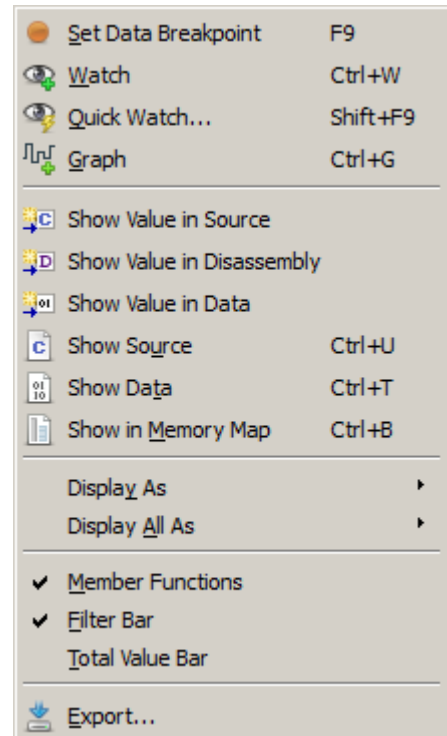 Set Data Breakpoint F9
Watch Ctrl+W
Quick Watch... Shift+F9
Graph Ctrl+G
Show Value in Source
Show Value in Disassembly
Show Value in Data
Show Source Ctrl+U
Show Data Ctrl+T
Show in Memory Map Ctrl+B
Display As
Display All As
Member Functions
Filter Bar
Total Value Bar
Export...